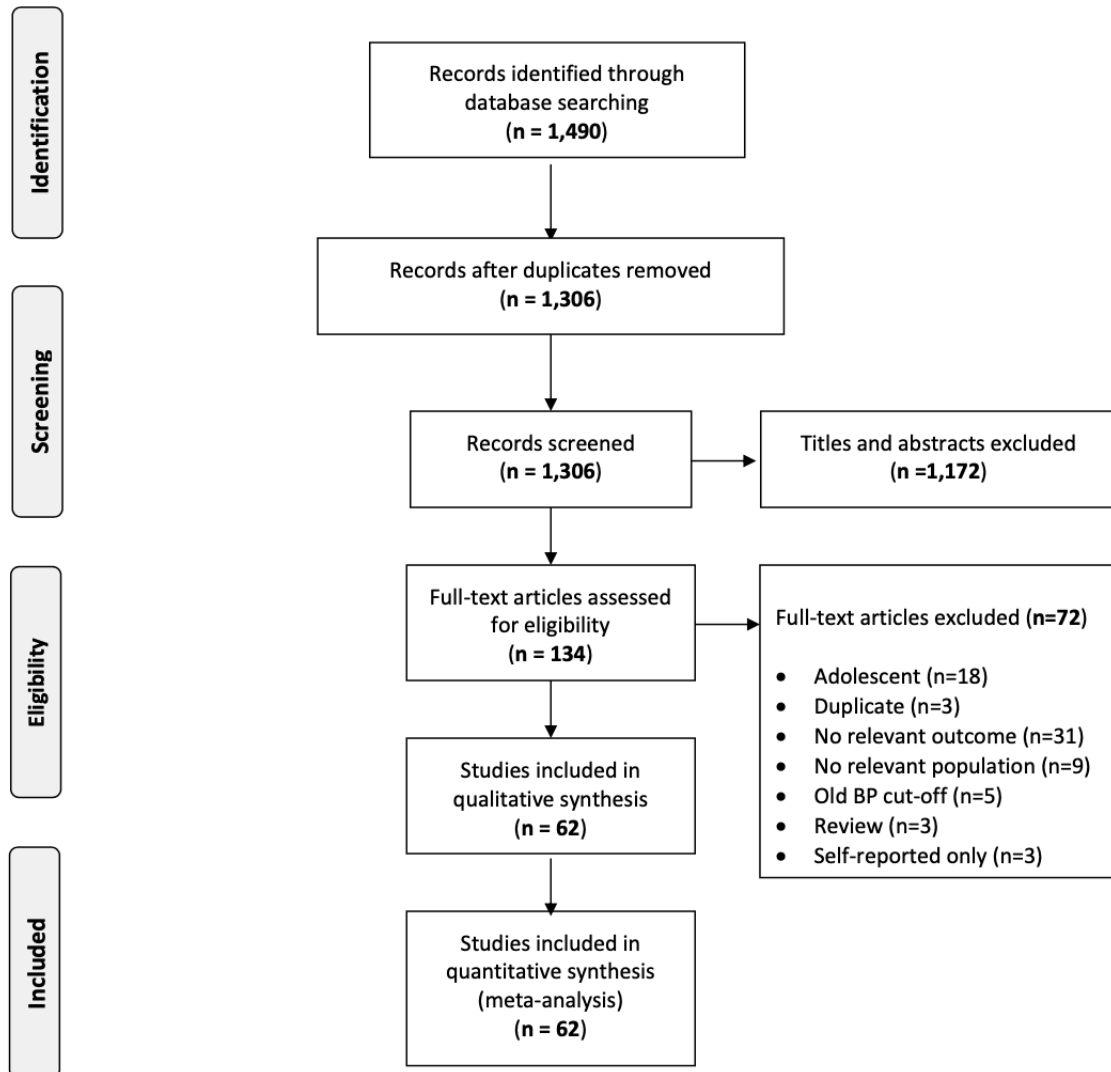 Identification
Records identified through
database searching
(n = 1,490)
Records after duplicates removed
(n = 1,306)
Screening
Records screened
(n = 1,306)
Titles and abstracts excluded
(n =1,172)
Eligibility
Full-text articles assessed
for eligibility
(n = 134)
Full-text articles excluded (n=72)
• Adolescent (n=18)
• Duplicate (n=3)
• No relevant outcome (n=31)
• No relevant population (n=9)
• Old BP cut-off (n=5)
• Review (n=3)
• Self-reported only (n=3)
Studies included in
qualitative synthesis
(n = 62)
Included
Studies included in
quantitative synthesis
(meta-analysis)
(n = 62)